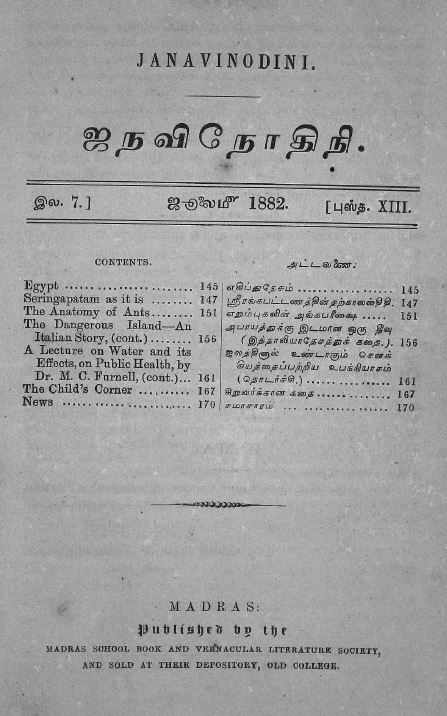 JANAVINODINI.
ஜநவிநோதிநி.
இல. 7.] ஜூலைமீ 1882. [புஸ்த. XIII.
CONTENTS.
Egypt ........................ 145
Seringapatam as it is ........ 147
The Anatomy of Ants........ 151
The Dangerous Island—An
Italian Story, (cont.)........ 156
A Lecture on Water and its
Effects, on Public Health, by
Dr. M. C. Furnell, (cont.)... 161
The Child's Corner .......... 167
News ........................ 170
அட்டவணை.
எகிப்துதேசம் .................. 145
ஸ்ரீரங்கபட்டணத்தின்தற்காலஸ்திதி. 147
எறும்புகளின் அங்கபரீக்ஷை ..... 151
அபாயத்துக்கு இடமான ஒரு தீவு
(இத்தாலியாதேசத்துக் கதை.). 156
ஜலத்தினால் உண்டாகும் சௌக்
கியத்தைப்பற்றிய உபந்நியாசம்
(தொடர்ச்சி.) .................. 161
சிறுவர்க்கான கதை............... 167
சமாசாரம் ... .................. 170
MADRAS:
Published by the
MADRAS SCHOOL BOOK AND VERNACULAR LITERATURE SOCIETY,
AND SOLD AT THEIR DEPOSITORY, OLD COLLEGE.